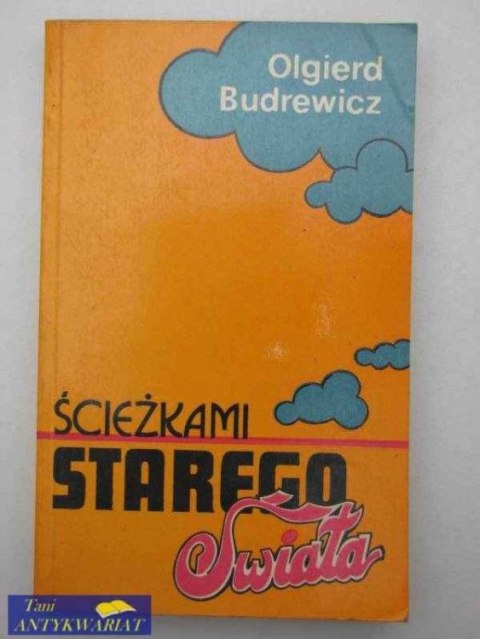 Olgierd
Budrewicz
ŚCIEŻKAMI
STAREGO
Świata
Tani
ANTYKWARIAT